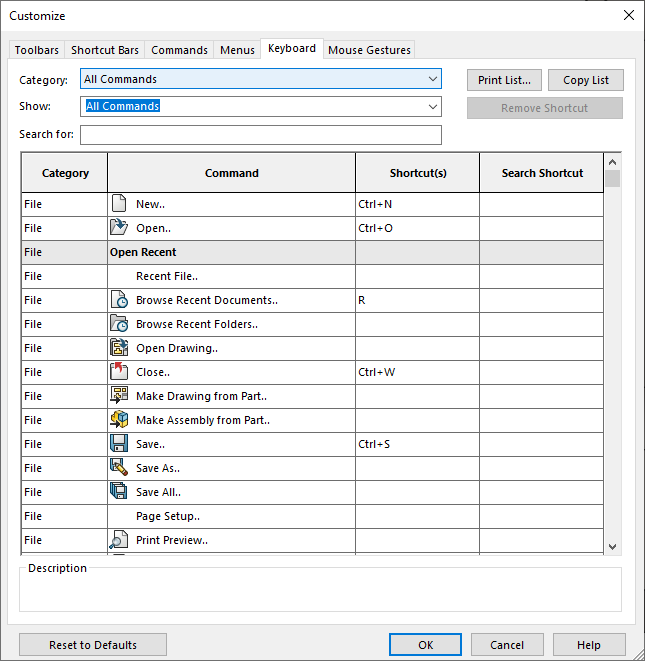 Customize
Toolbars Shortcut Bars Commands Menus Keyboard Mouse Gestures
Category: All Commands Print List... Copy List
Show: All Commands Remove Shortcut
Search for:
Category Command Shortcut(s) Search Shortcut
File New.. Ctrl+N
File Open.. Ctrl+O
File Open Recent
File Recent File..
File Browse Recent Documents.. R
File Browse Recent Folders..
File Open Drawing..
File Close.. Ctrl+W
File Make Drawing from Part..
File Make Assembly from Part..
File Save.. Ctrl+S
File Save As..
File Save All..
File Page Setup..
File Print Preview..
Description
Reset to Defaults OK Cancel Help